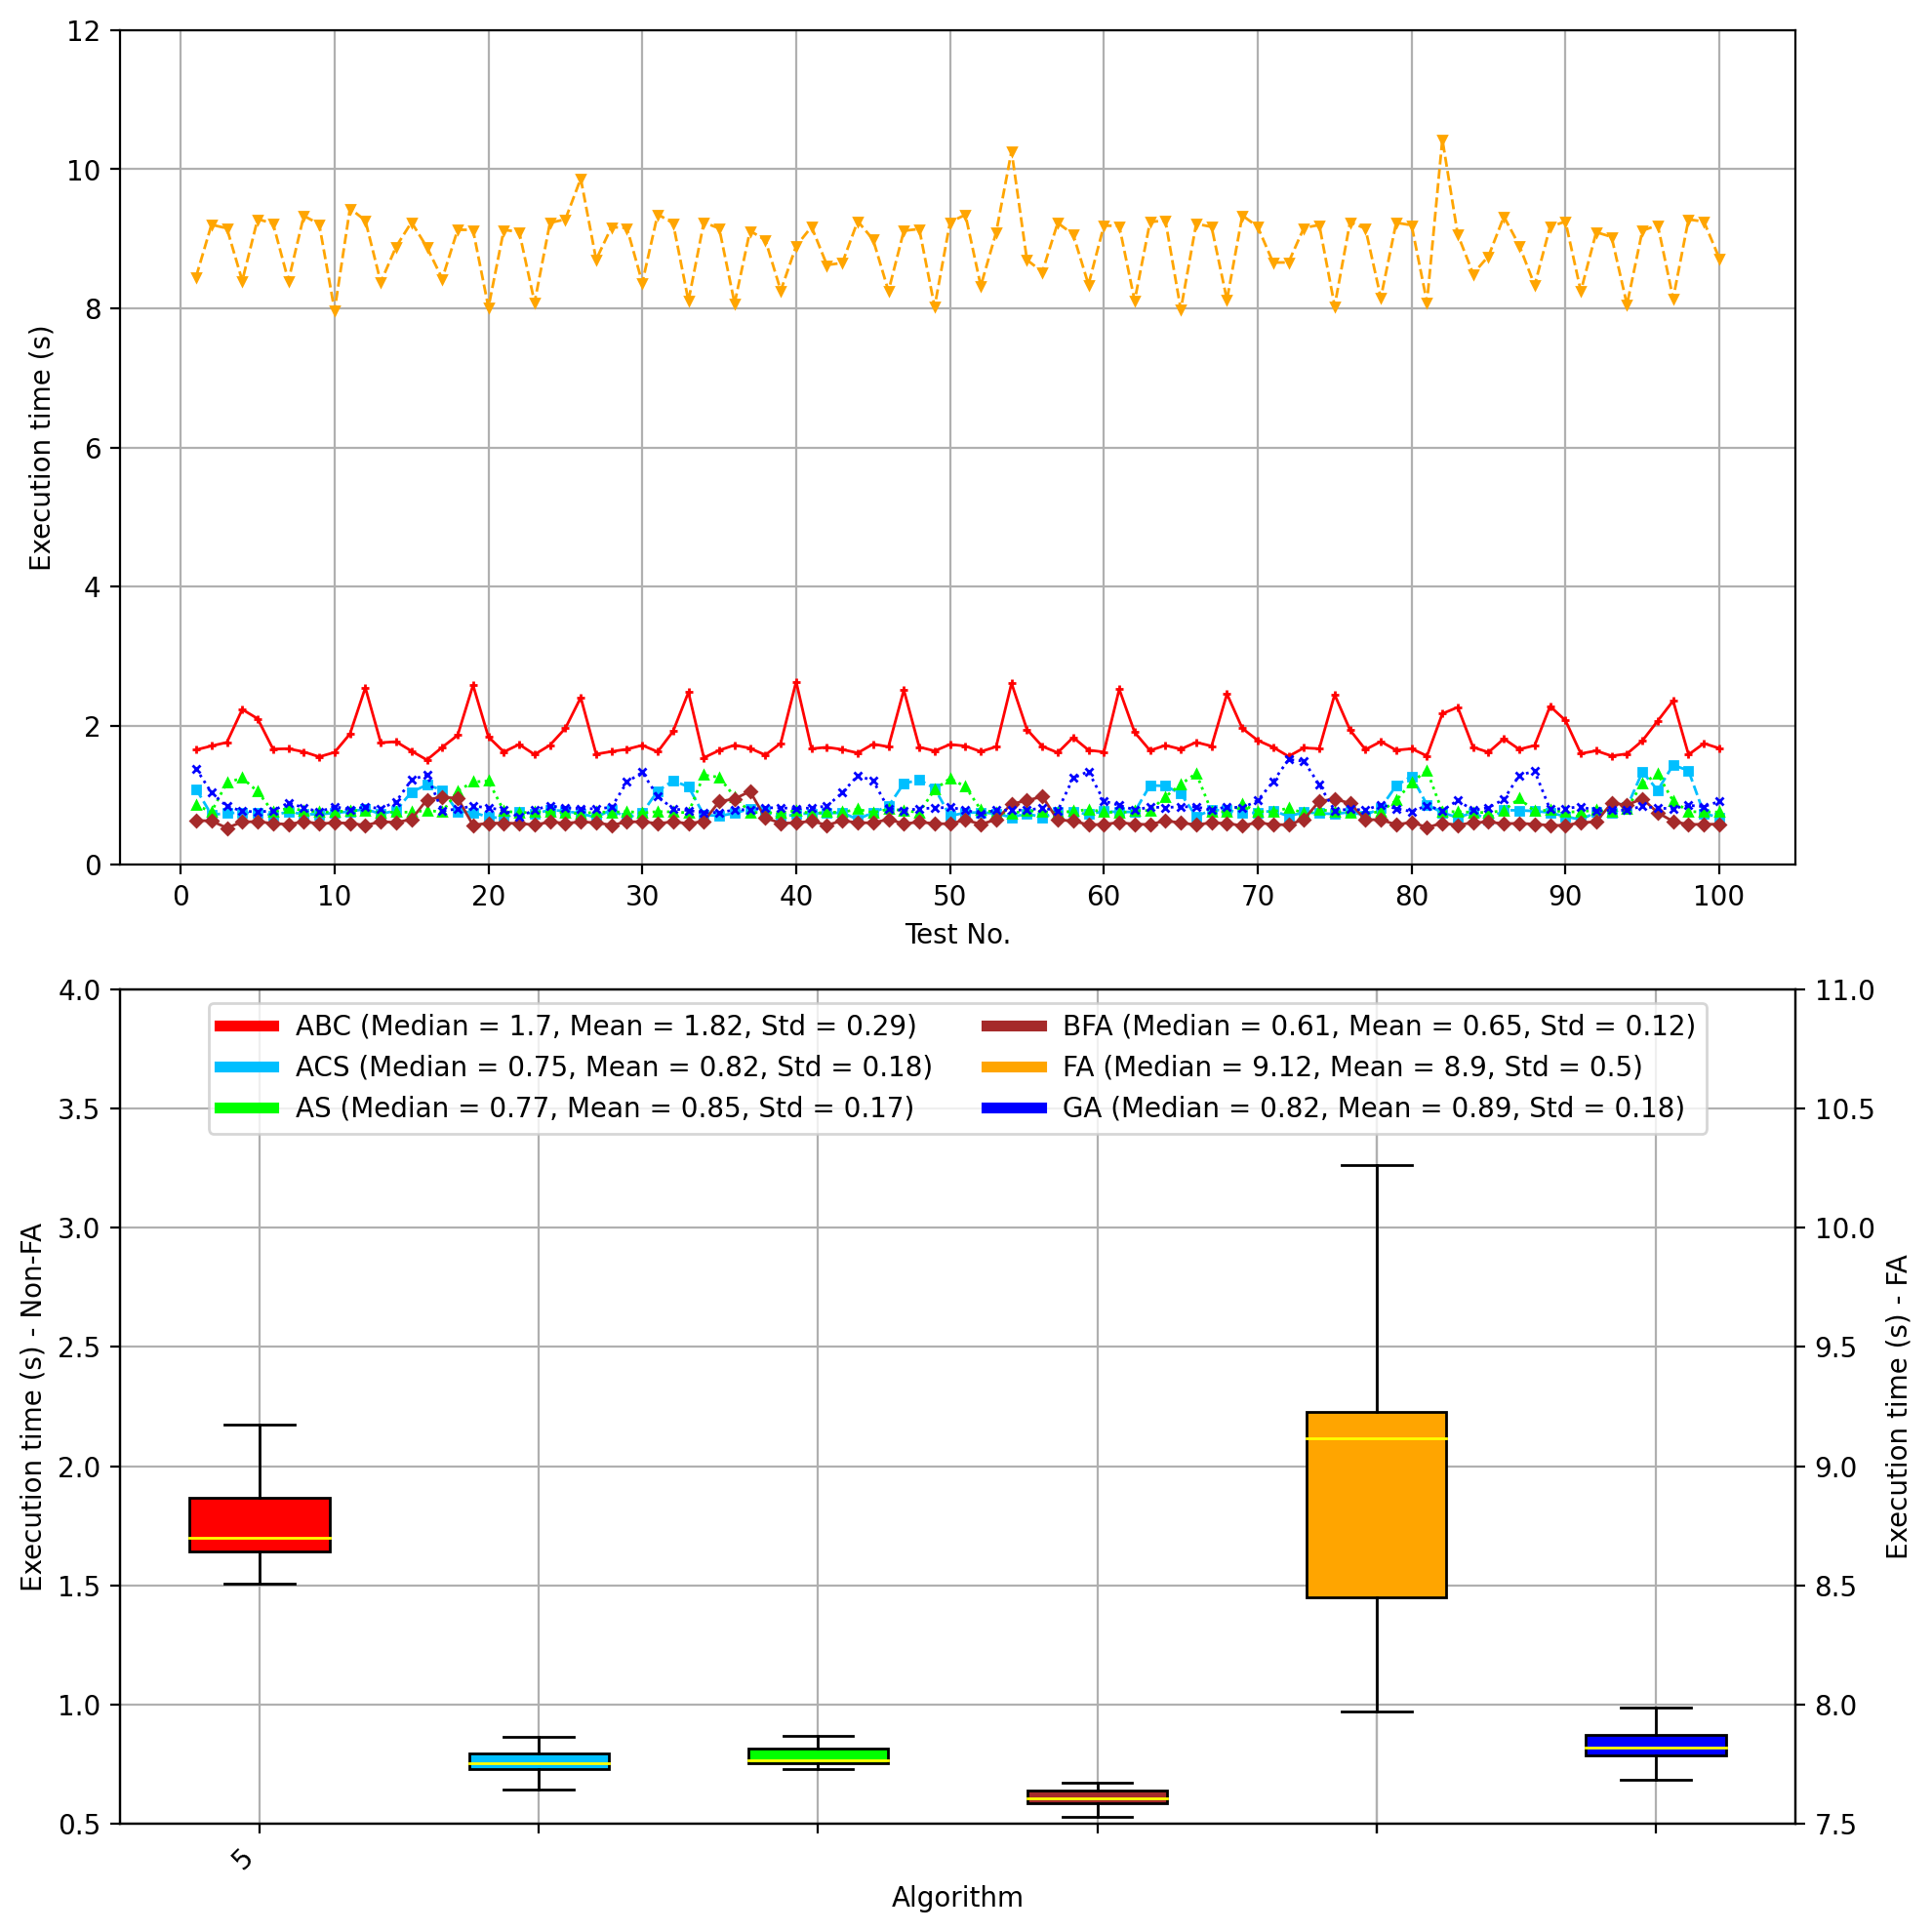 12
10
8
6
4
2
0
Execution time (s)
0 10 20 30 40 50 60 70 80 90 100
Test No.
4.0
3.5
3.0
2.5
2.0
1.5
1.0
0.5
Execution time (s) - Non-FA
ABC (Median = 1.7, Mean = 1.82, Std = 0.29)
ACS (Median = 0.75, Mean = 0.82, Std = 0.18)
AS (Median = 0.77, Mean = 0.85, Std = 0.17)
BFA (Median = 0.61, Mean = 0.65, Std = 0.12)
FA (Median = 9.12, Mean = 8.9, Std = 0.5)
GA (Median = 0.82, Mean = 0.89, Std = 0.18)
11.0
10.5
10.0
9.5
9.0
8.5
8.0
7.5
Execution time (s) - FA
5
Algorithm